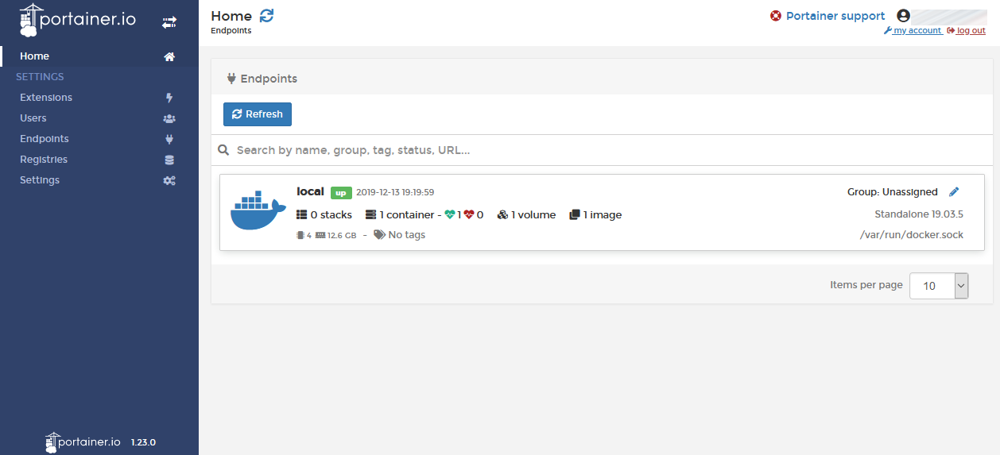 portainer.io
Home
SETTINGS
Extensions
Users
Endpoints
Registries
Settings
portainer.io 1.23.0
Home
Endpoints
Portainer support
my account log out
Endpoints
Refresh
Search by name, group, tag, status, URL...
local up 2019-12-13 19:19:59 Group: Unassigned
0 stacks 1 container - 1 0 1 volume 1 image Standalone 19.03.5
4 12.6 GB - No tags /var/run/docker.sock
Items per page 10